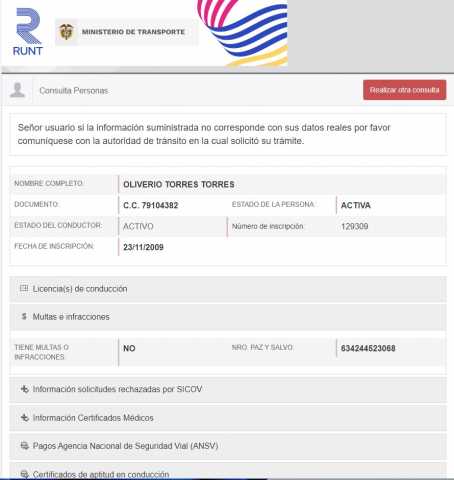 RUNT
MINISTERIO DE TRANSPORTE
Consulta Personas
Realizar otra consulta
Señor usuario si la información suministrada no corresponde con sus datos reales por favor
comuníquese con la autoridad de tránsito en la cual solicitó su trámite.
NOMBRE COMPLETO: OLIVERIO TORRES TORRES
DOCUMENTO: C.C. 79104382 ESTADO DE LA PERSONA: ACTIVA
ESTADO DEL CONDUCTOR: ACTIVO Número de inscripción: 129309
FECHA DE INSCRIPCIÓN: 23/11/2009
Licencia(s) de conducción
$ Multas e infracciones
TIENE MULTAS O
INFRACCIONES: NO NRO. PAZ Y SALVO: 634244523068
Información solicitudes rechazadas por SICOV
Información Certificados Médicos
Pagos Agencia Nacional de Seguridad Vial (ANSV)
Certificados de aptitud en conducción